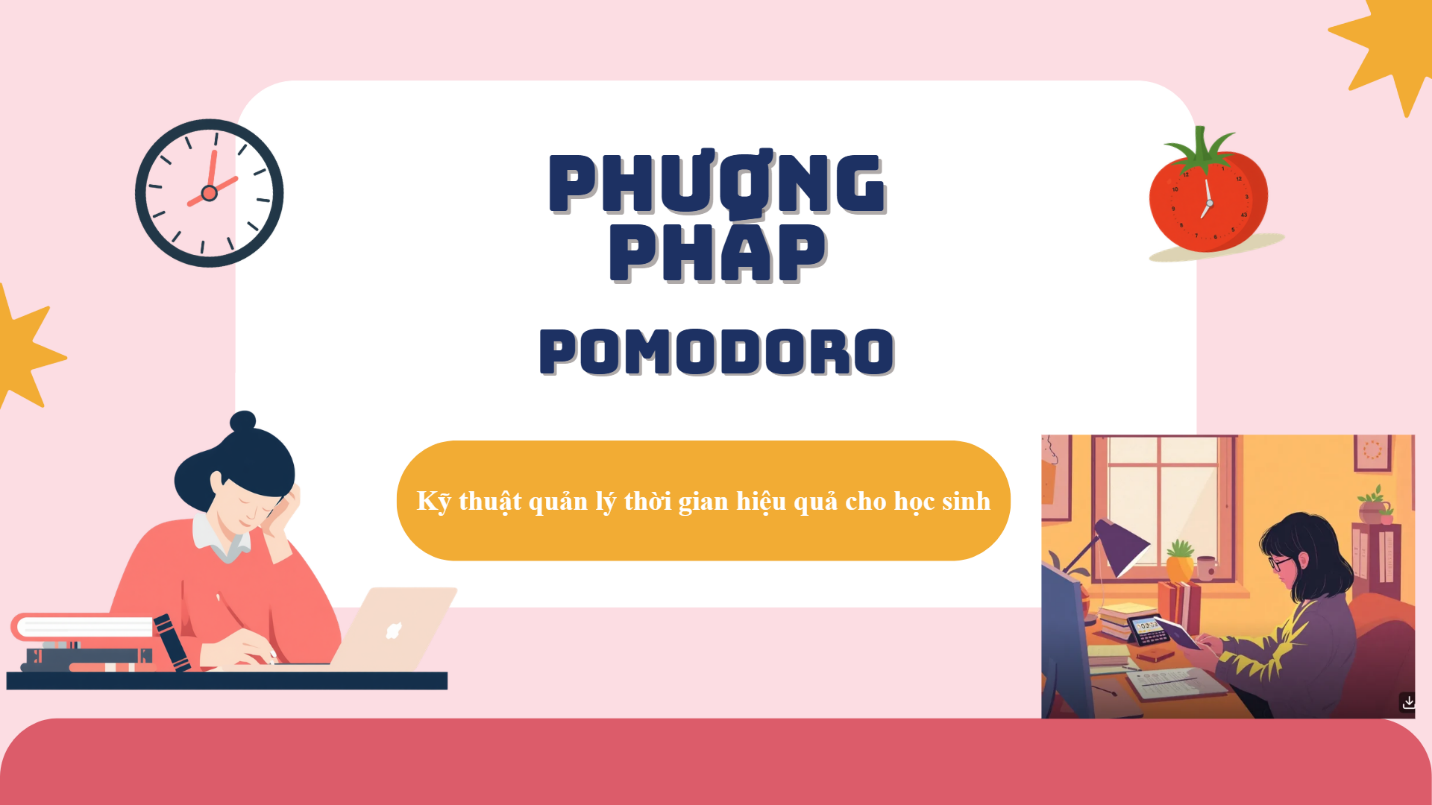 PHƯƠNG
PHÁP
POMODORO
Kỹ thuật quản lý thời gian hiệu quả cho học sinh